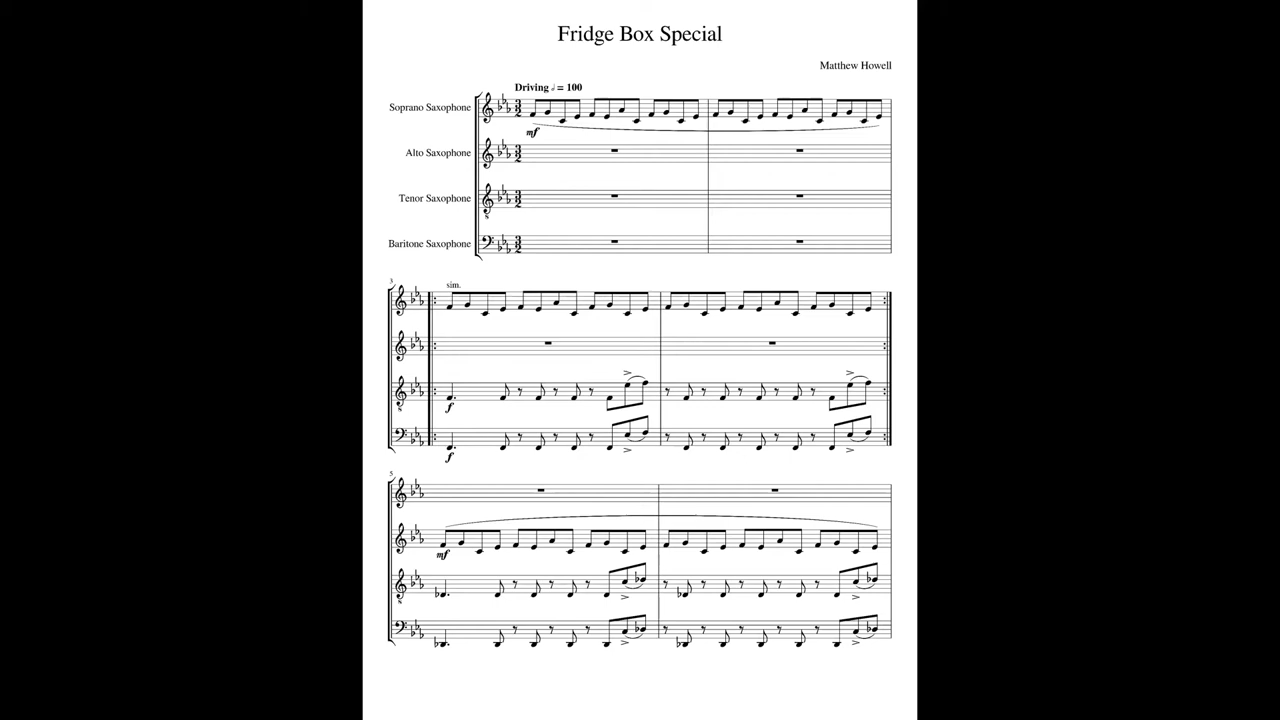 Fridge Box Special
Matthew Howell
Driving 𝅗𝅥 = 100
Soprano Saxophone
mf
Alto Saxophone
Tenor Saxophone
Baritone Saxophone
3
sim.
f
f
5
mf